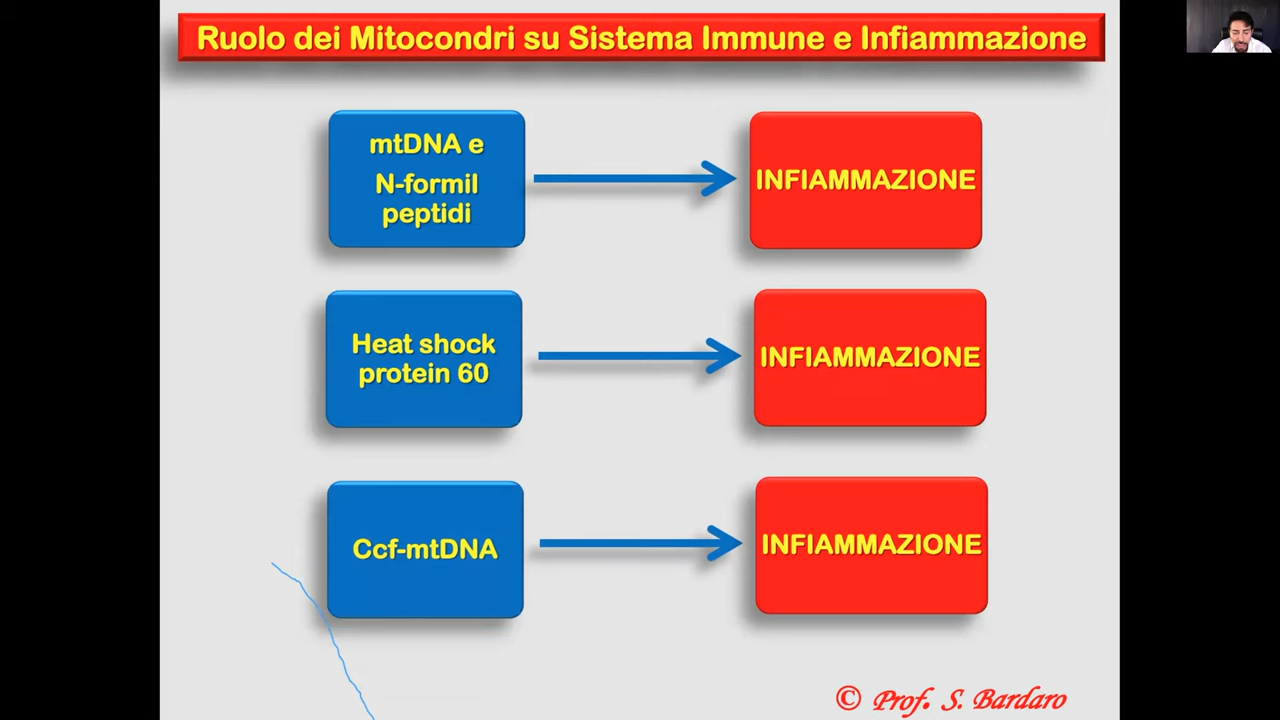 Ruolo dei Mitocondri su Sistema Immune e Infiammazione
mtDNA e
N-formil
peptidi
INFIAMMAZIONE
Heat shock
protein 60
INFIAMMAZIONE
Ccf-mtDNA
INFIAMMAZIONE
© Prof. S. Bardaro